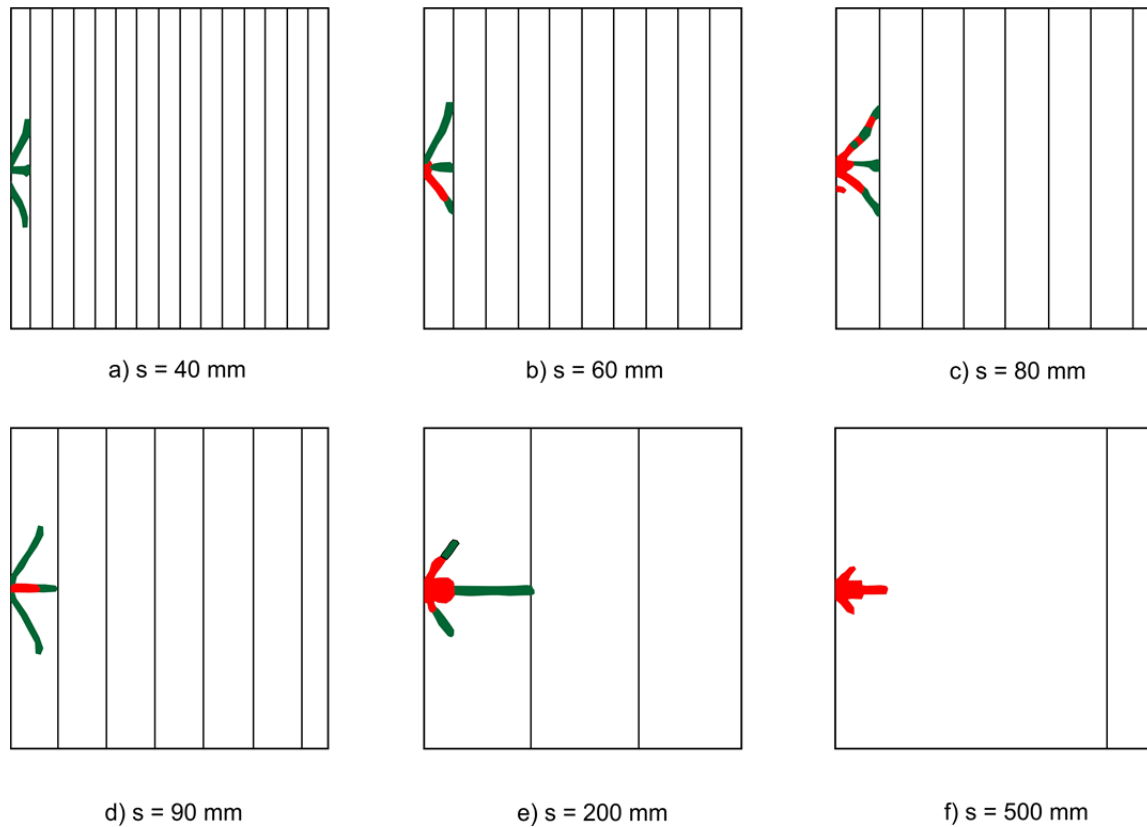 a) s = 40 mm
b) s = 60 mm
c) s = 80 mm
d) s = 90 mm
e) s = 200 mm
f) s = 500 mm